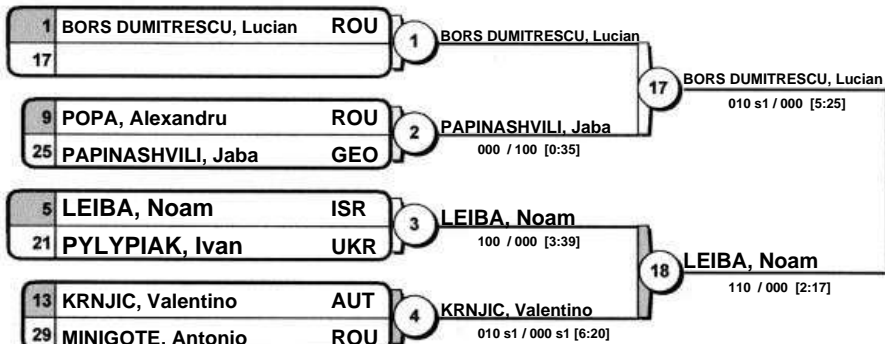 1 BORS DUMITRESCU, Lucian ROU
17
1
BORS DUMITRESCU, Lucian
9 POPA, Alexandru ROU
25 PAPINASHVILI, Jaba GEO
2
PAPINASHVILI, Jaba
000 / 100 [0:35]
17
BORS DUMITRESCU, Lucian
010 s1 / 000 [5:25]
5 LEIBA, Noam ISR
21 PYLYPIAK, Ivan UKR
3
LEIBA, Noam
100 / 000 [3:39]
13 KRNJIC, Valentino AUT
29 MINIGOTE, Antonio ROU
4
KRNJIC, Valentino
010 s1 / 000 s1 [6:20]
18
LEIBA, Noam
110 / 000 [2:17]